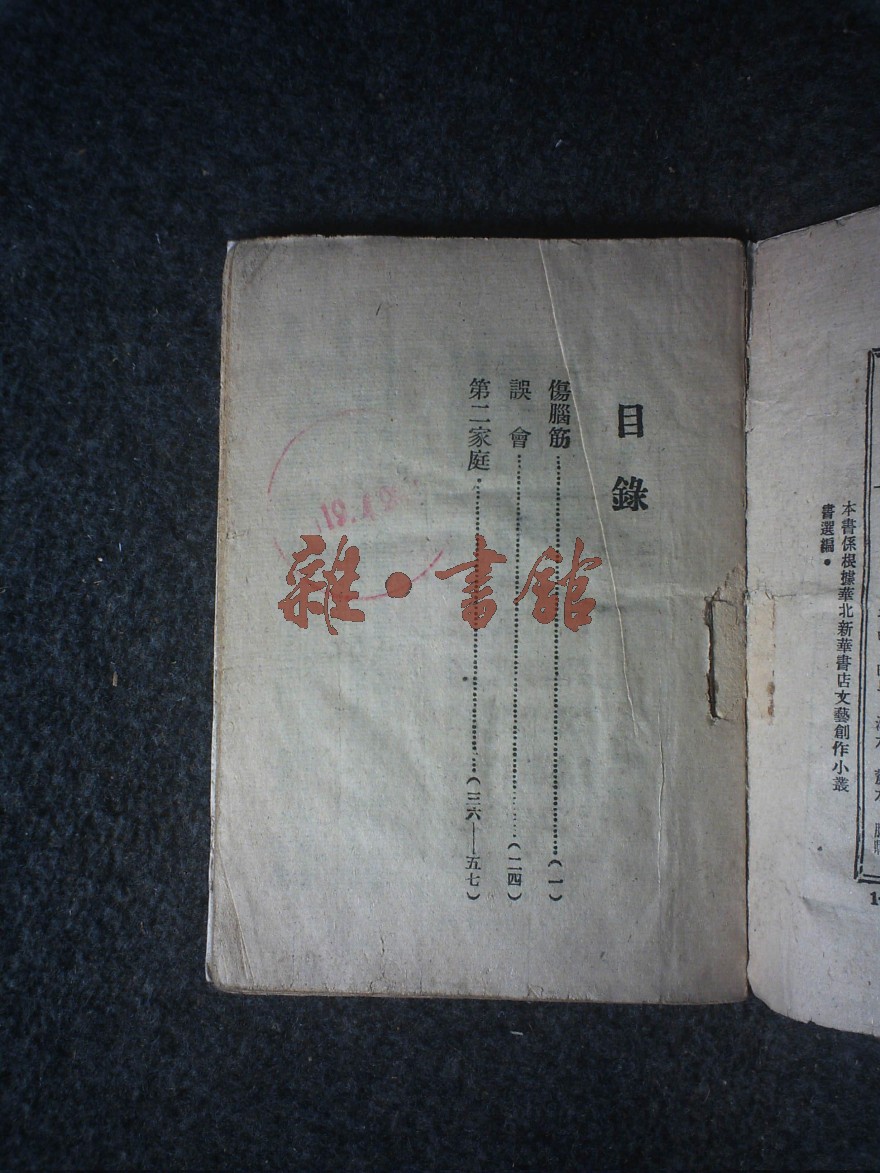 本書係根據華北新華書店文藝創作小叢
書選編。
目錄
傷腦筋……(一)
誤會……(二四)
第二家庭……(三六——五七)
雜·書館